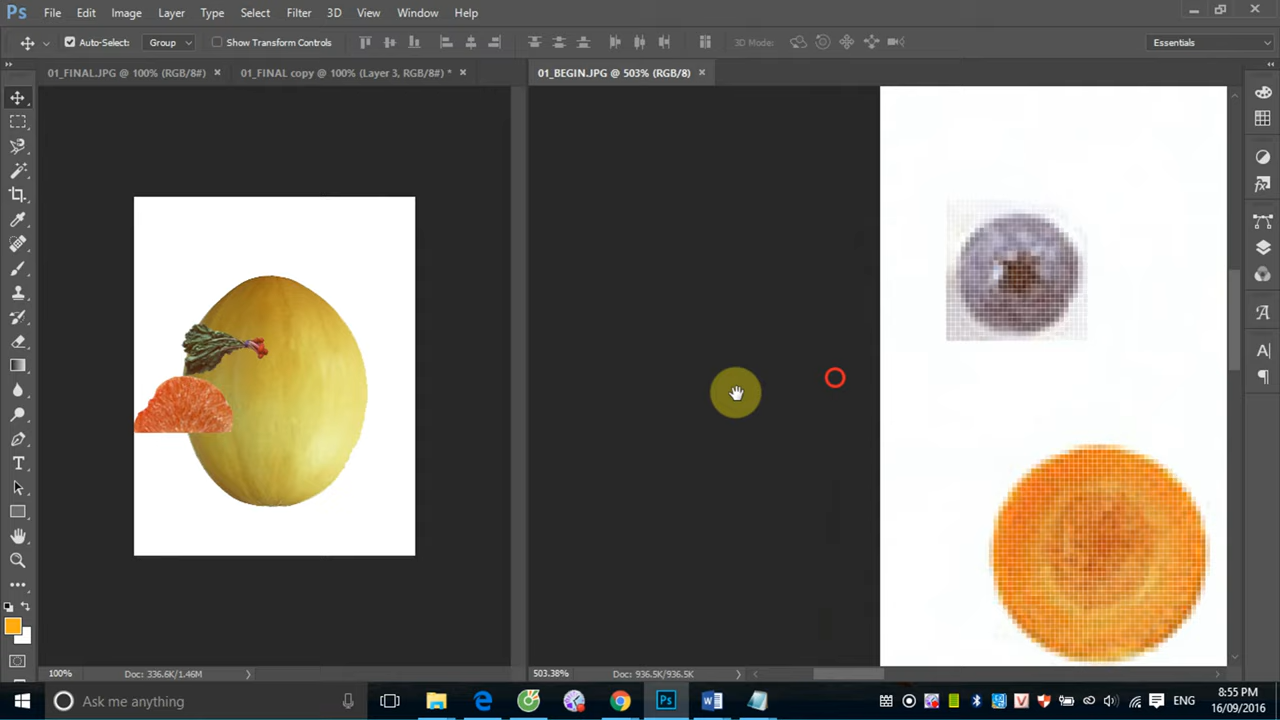 Ps File Edit Image Layer Type Select Filter 3D View Window Help
Auto-Select: Group Show Transform Controls 3D Mode: Essentials
01_FINAL.JPG @ 100% (RGB/8#) × 01_FINAL copy @ 100% (Layer 3, RGB/8#) * × 01_BEGIN.JPG @ 503% (RGB/8) ×
100% Doc: 336.6K/1.46M 503.38% Doc: 936.5K/936.5K
Ask me anything ENG 8:55 PM
16/09/2016